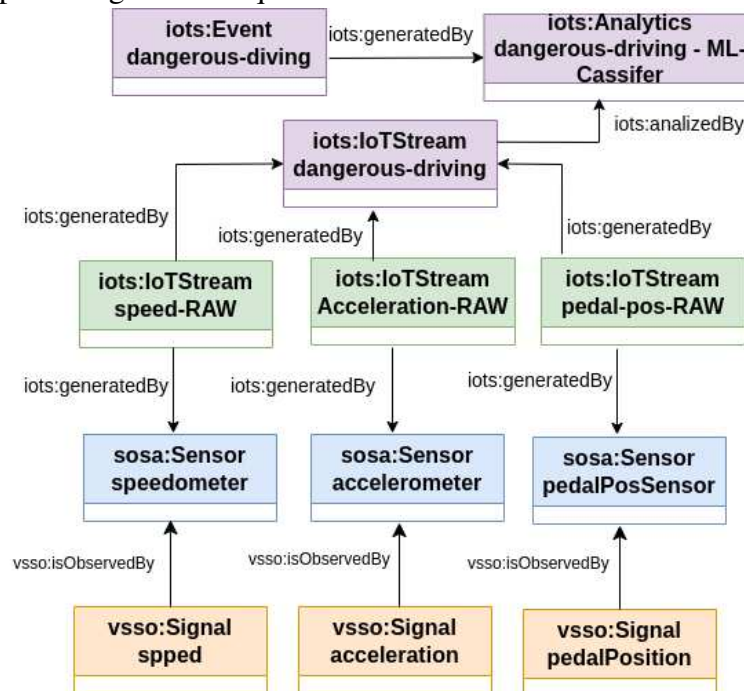 iots:Event
dangerous-diving
iots:generatedBy
iots:Analytics
dangerous-driving - ML-
Cassifer
iots:analizedBy
iots:IoTStream
dangerous-driving
iots:generatedBy
iots:generatedBy
iots:generatedBy
iots:IoTStream
speed-RAW
iots:IoTStream
Acceleration-RAW
iots:IoTStream
pedal-pos-RAW
iots:generatedBy
iots:generatedBy
iots:generatedBy
sosa:Sensor
speedometer
sosa:Sensor
accelerometer
sosa:Sensor
pedalPosSensor
vsso:isObservedBy
vsso:isObservedBy
vsso:isObservedBy
vsso:Signal
spped
vsso:Signal
acceleration
vsso:Signal
pedalPosition